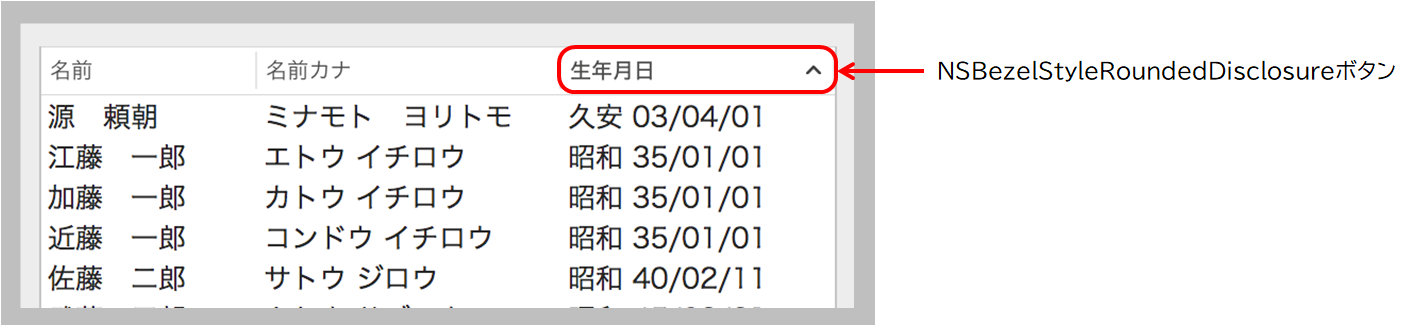 名前 名前カナ 生年月日 NSBezelStyleRoundedDisclosureボタン
源　頼朝 ミナモト　ヨリトモ 久安 03/04/01
江藤　一郎 エトウ イチロウ 昭和 35/01/01
加藤　一郎 カトウ イチロウ 昭和 35/01/01
近藤　一郎 コンドウ イチロウ 昭和 35/01/01
佐藤　二郎 サトウ ジロウ 昭和 40/02/11